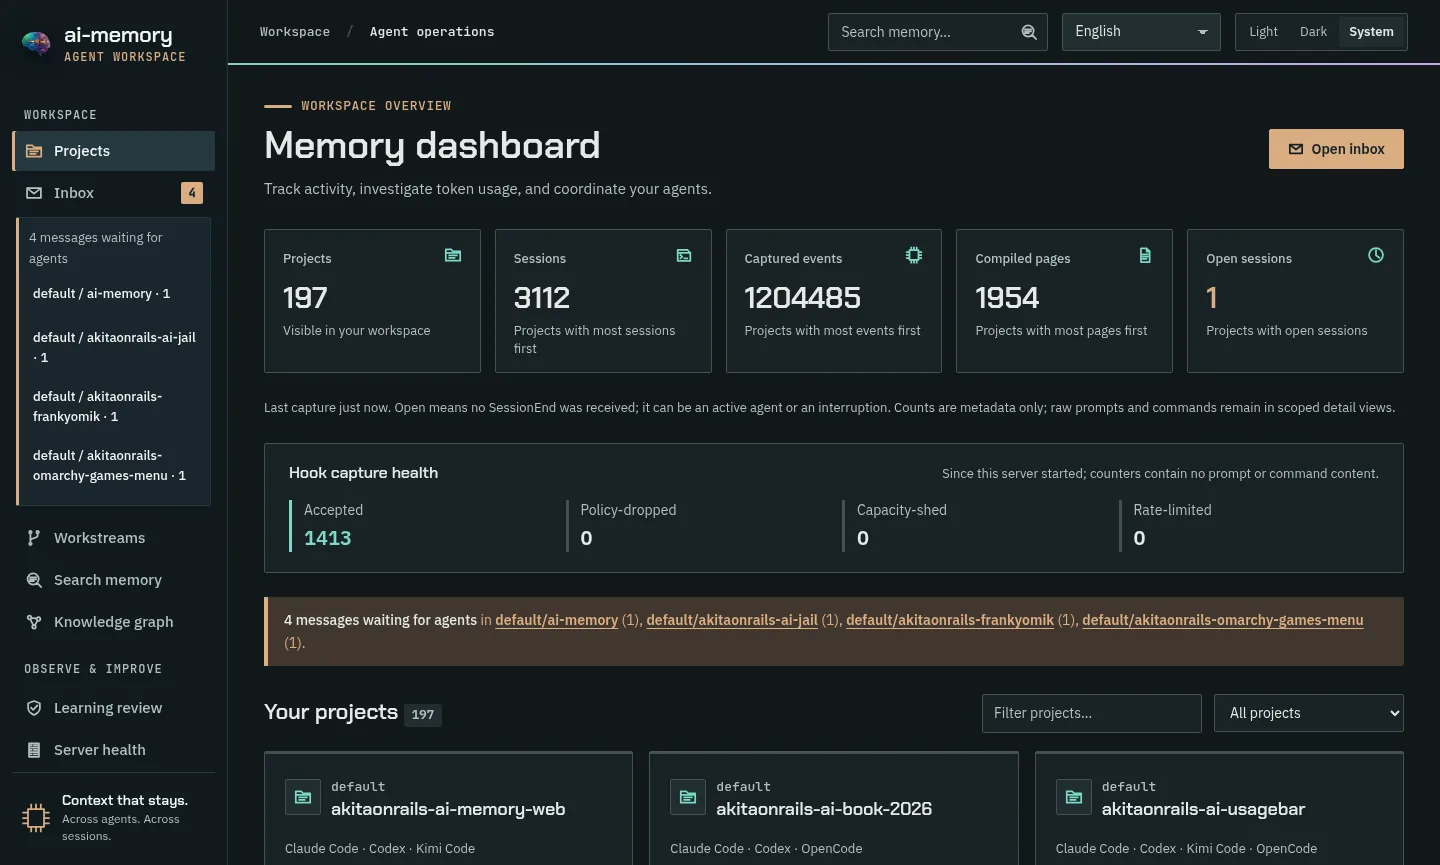 ai-memory
AGENT WORKSPACE
WORKSPACE
Projects
Inbox
4
4 messages waiting for
agents
default / ai-memory · 1
default / akitaonrails-ai-jail
· 1
default / akitaonrails-
frankyomik · 1
default / akitaonrails-
omarchy-games-menu · 1
Workstreams
Search memory
Knowledge graph
OBSERVE & IMPROVE
Learning review
Server health
Context that stays.
Across agents. Across
sessions.
Workspace / Agent operations
Search memory...
English
Light Dark System
WORKSPACE OVERVIEW
Memory dashboard
Track activity, investigate token usage, and coordinate your agents.
Open inbox
Projects
197
Visible in your workspace
Sessions
3112
Projects with most sessions
first
Captured events
1204485
Projects with most events first
Compiled pages
1954
Projects with most pages first
Open sessions
1
Projects with open sessions
Last capture just now. Open means no SessionEnd was received; it can be an active agent or an interruption. Counts are metadata only; raw prompts and commands remain in scoped detail views.
Hook capture health
Since this server started; counters contain no prompt or command content.
Accepted
1413
Policy-dropped
0
Capacity-shed
0
Rate-limited
0
4 messages waiting for agents in default/ai-memory (1), default/akitaonrails-ai-jail (1), default/akitaonrails-frankyomik (1), default/akitaonrails-omarchy-games-menu
(1).
Your projects 197
Filter projects...
All projects
default
akitaonrails-ai-memory-web
Claude Code · Codex · Kimi Code
default
akitaonrails-ai-book-2026
Claude Code · Codex · OpenCode
default
akitaonrails-ai-usagebar
Claude Code · Codex · Kimi Code · OpenCode